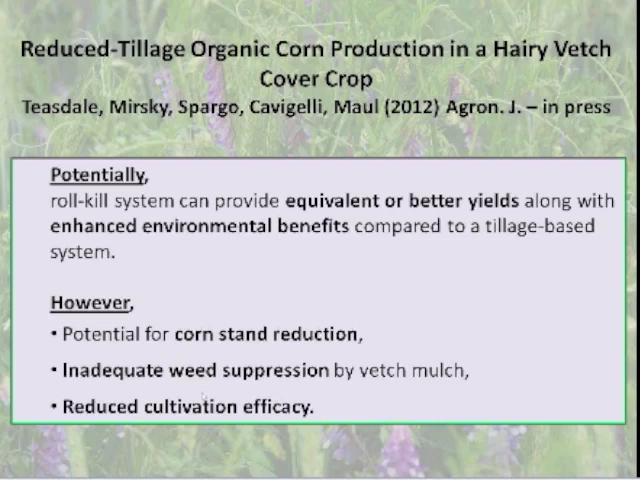 Reduced-Tillage Organic Corn Production in a Hairy Vetch
Cover Crop
Teasdale, Mirsky, Spargo, Cavigelli, Maul (2012) Agron. J. – in press
Potentially,
roll-kill system can provide equivalent or better yields along with
enhanced environmental benefits compared to a tillage-based
system.
However,
• Potential for corn stand reduction,
• Inadequate weed suppression by vetch mulch,
• Reduced cultivation efficacy.